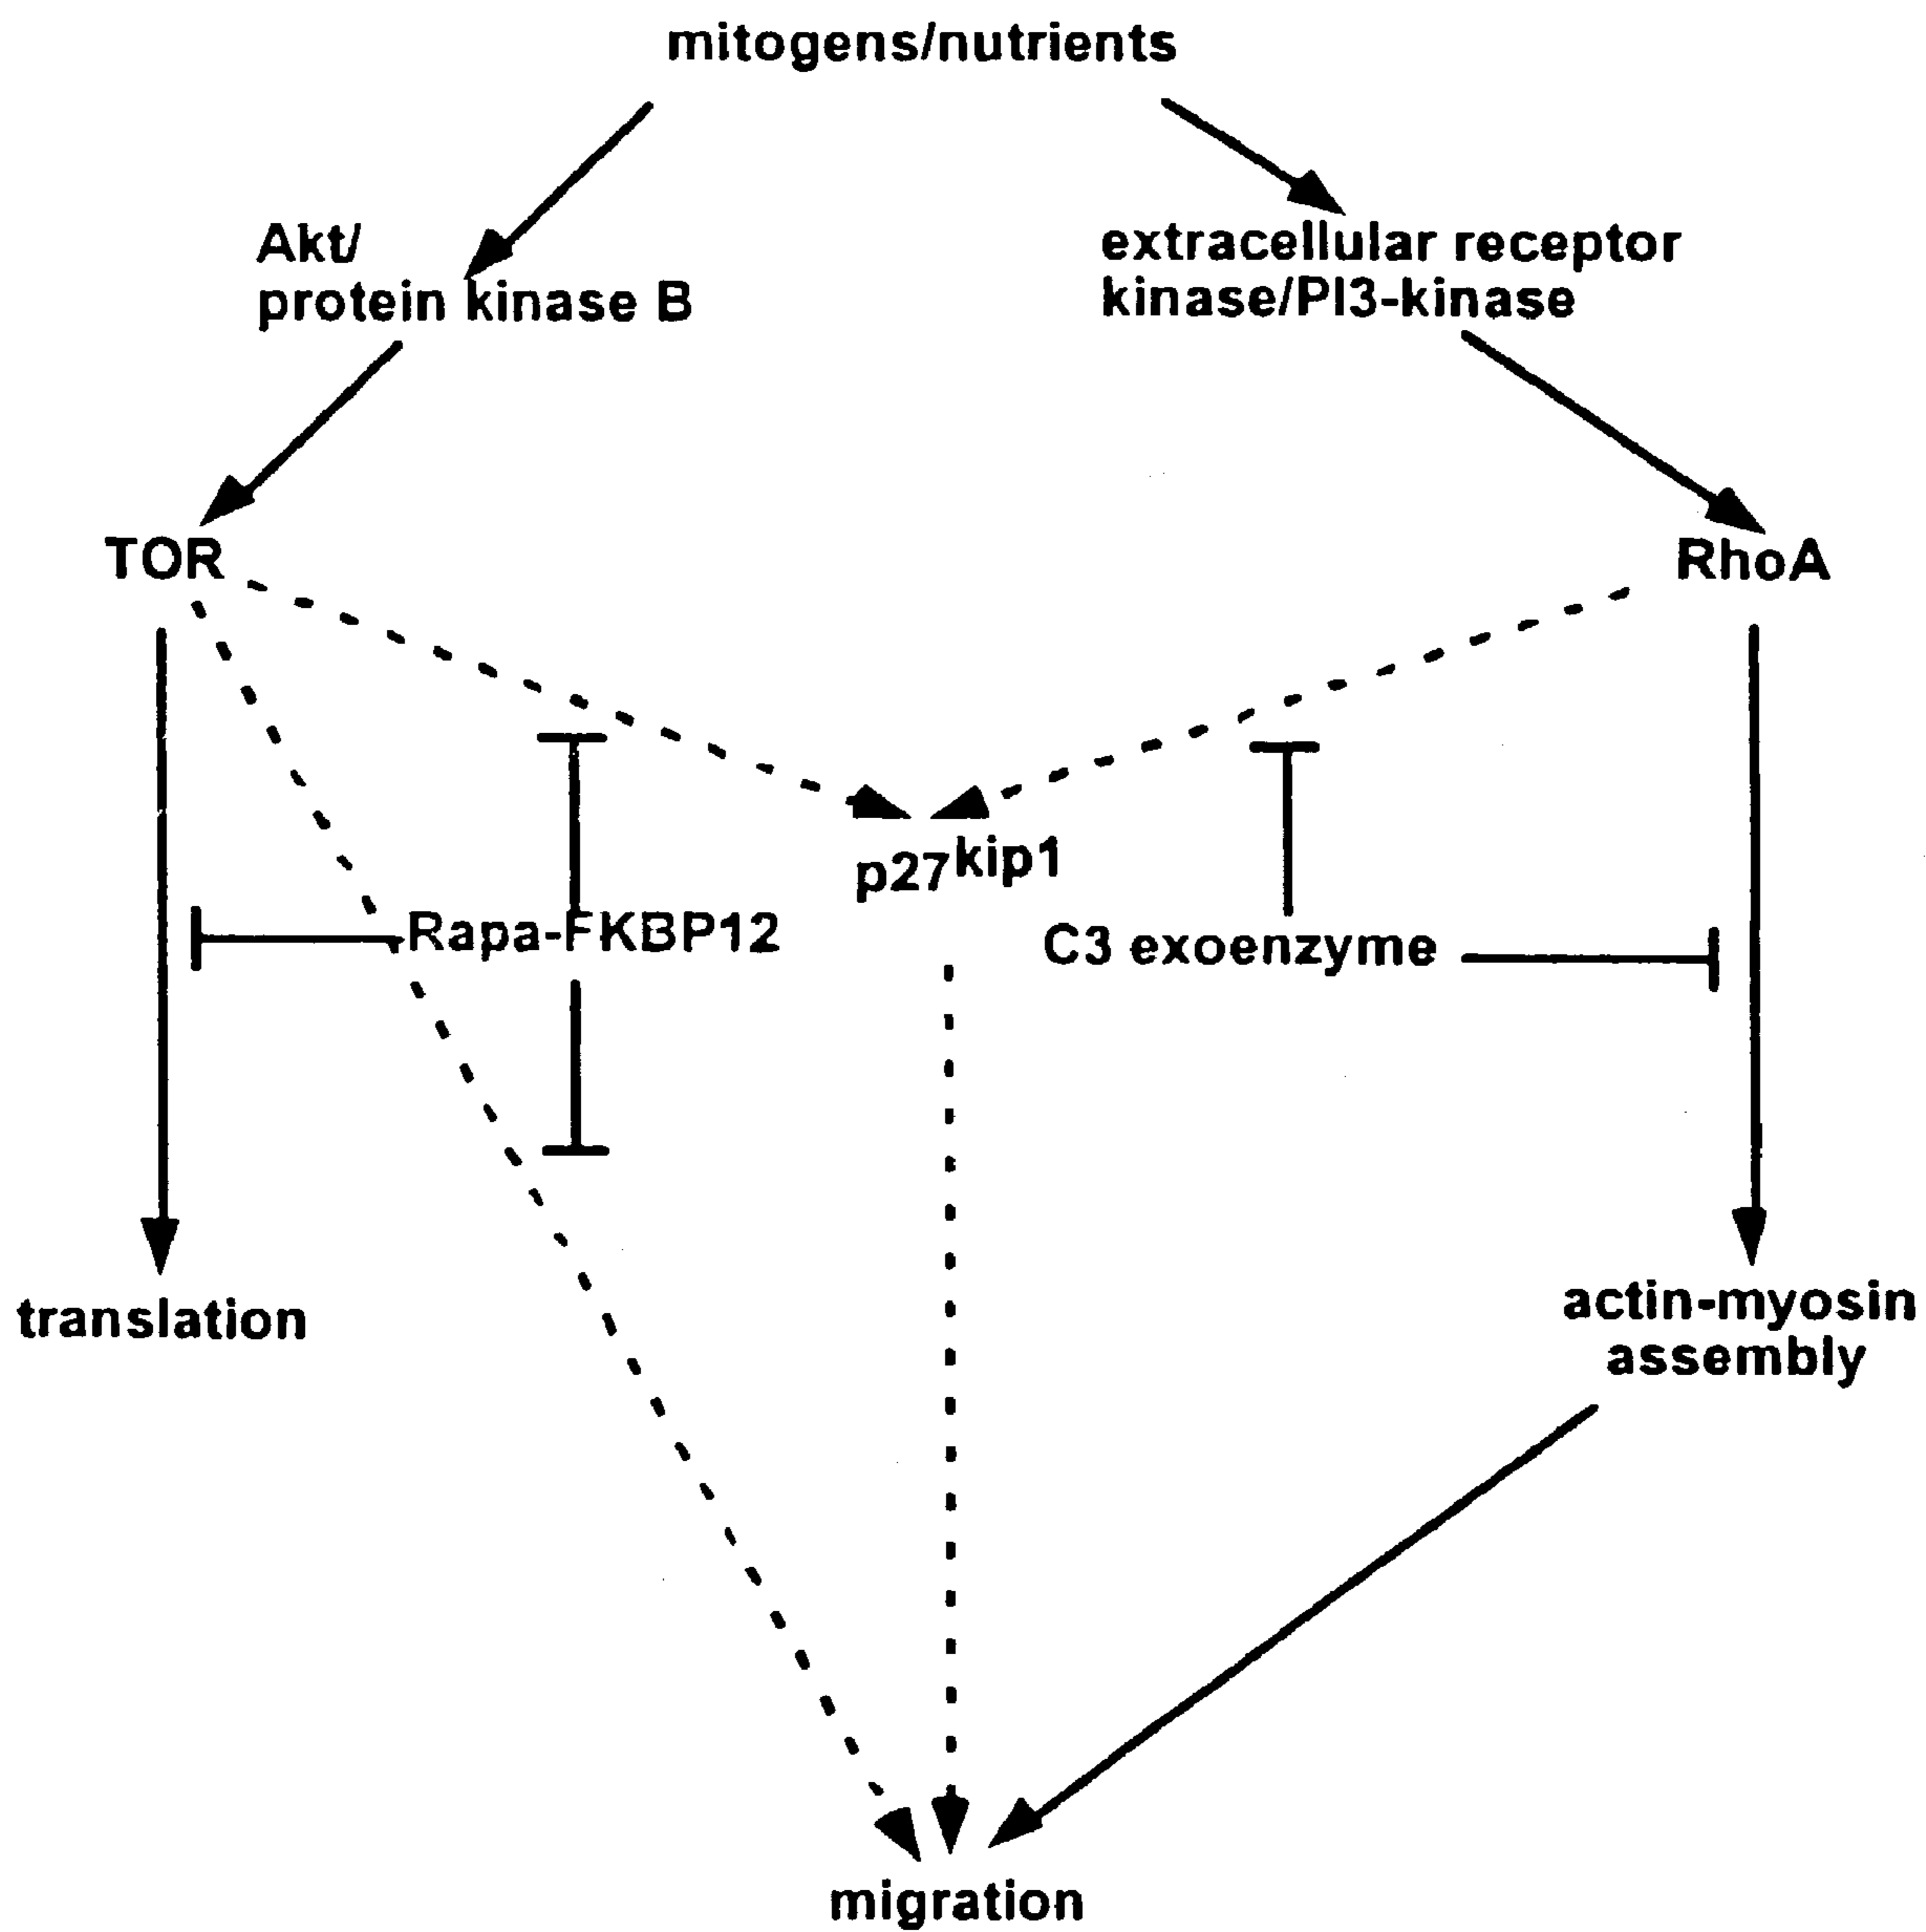 mitogens/nutrients
Akt/
protein kinase B
extracellular receptor
kinase/PI3-kinase
TOR
RhoA
p27kip1
Rapa-FKBP12
C3 exoenzyme
translation
actin-myosin
assembly
migration